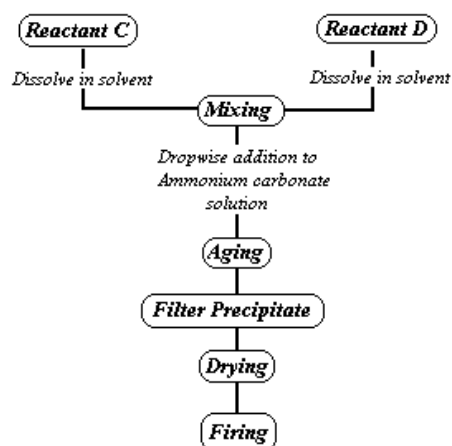 Reactant C
Reactant D
Dissolve in solvent
Dissolve in solvent
Mixing
Dropwise addition to
Ammonium carbonate
solution
Aging
Filter Precipitate
Drying
Firing